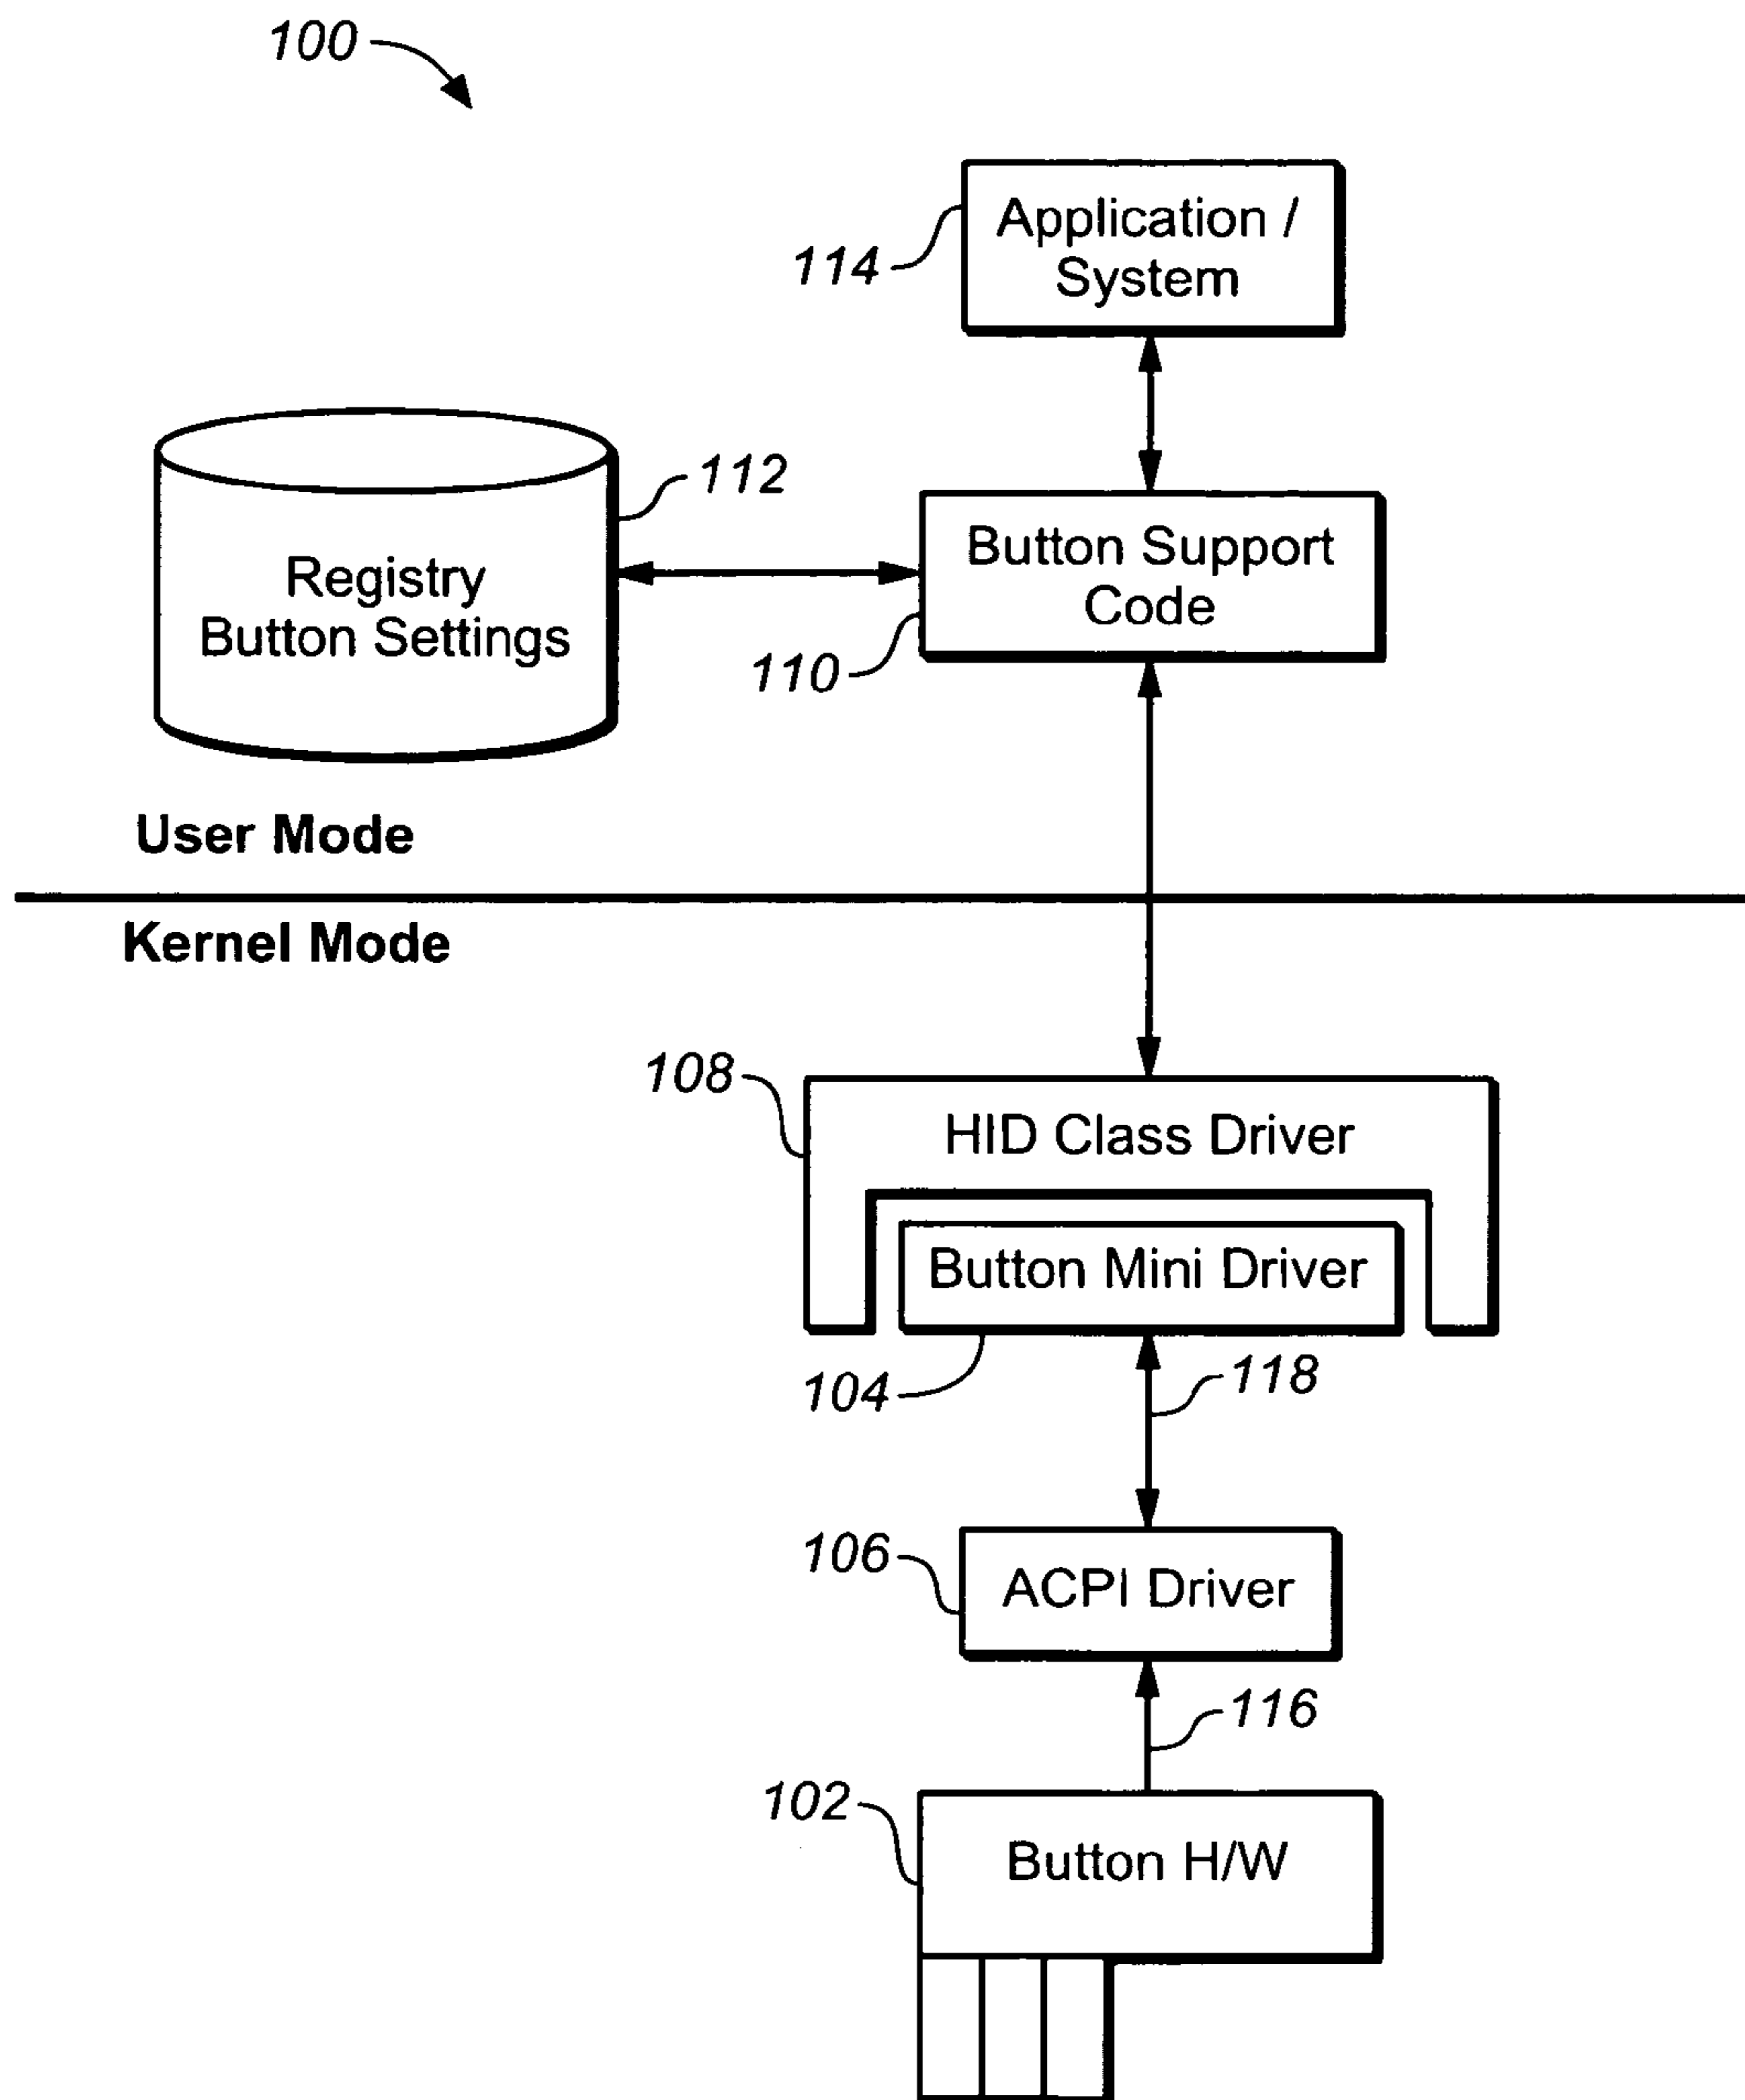 100
Application /
System
114
112
Registry
Button Settings
Button Support
Code
110
User Mode
Kernel Mode
108
HID Class Driver
Button Mini Driver
104
118
106
ACPI Driver
116
102
Button H/W